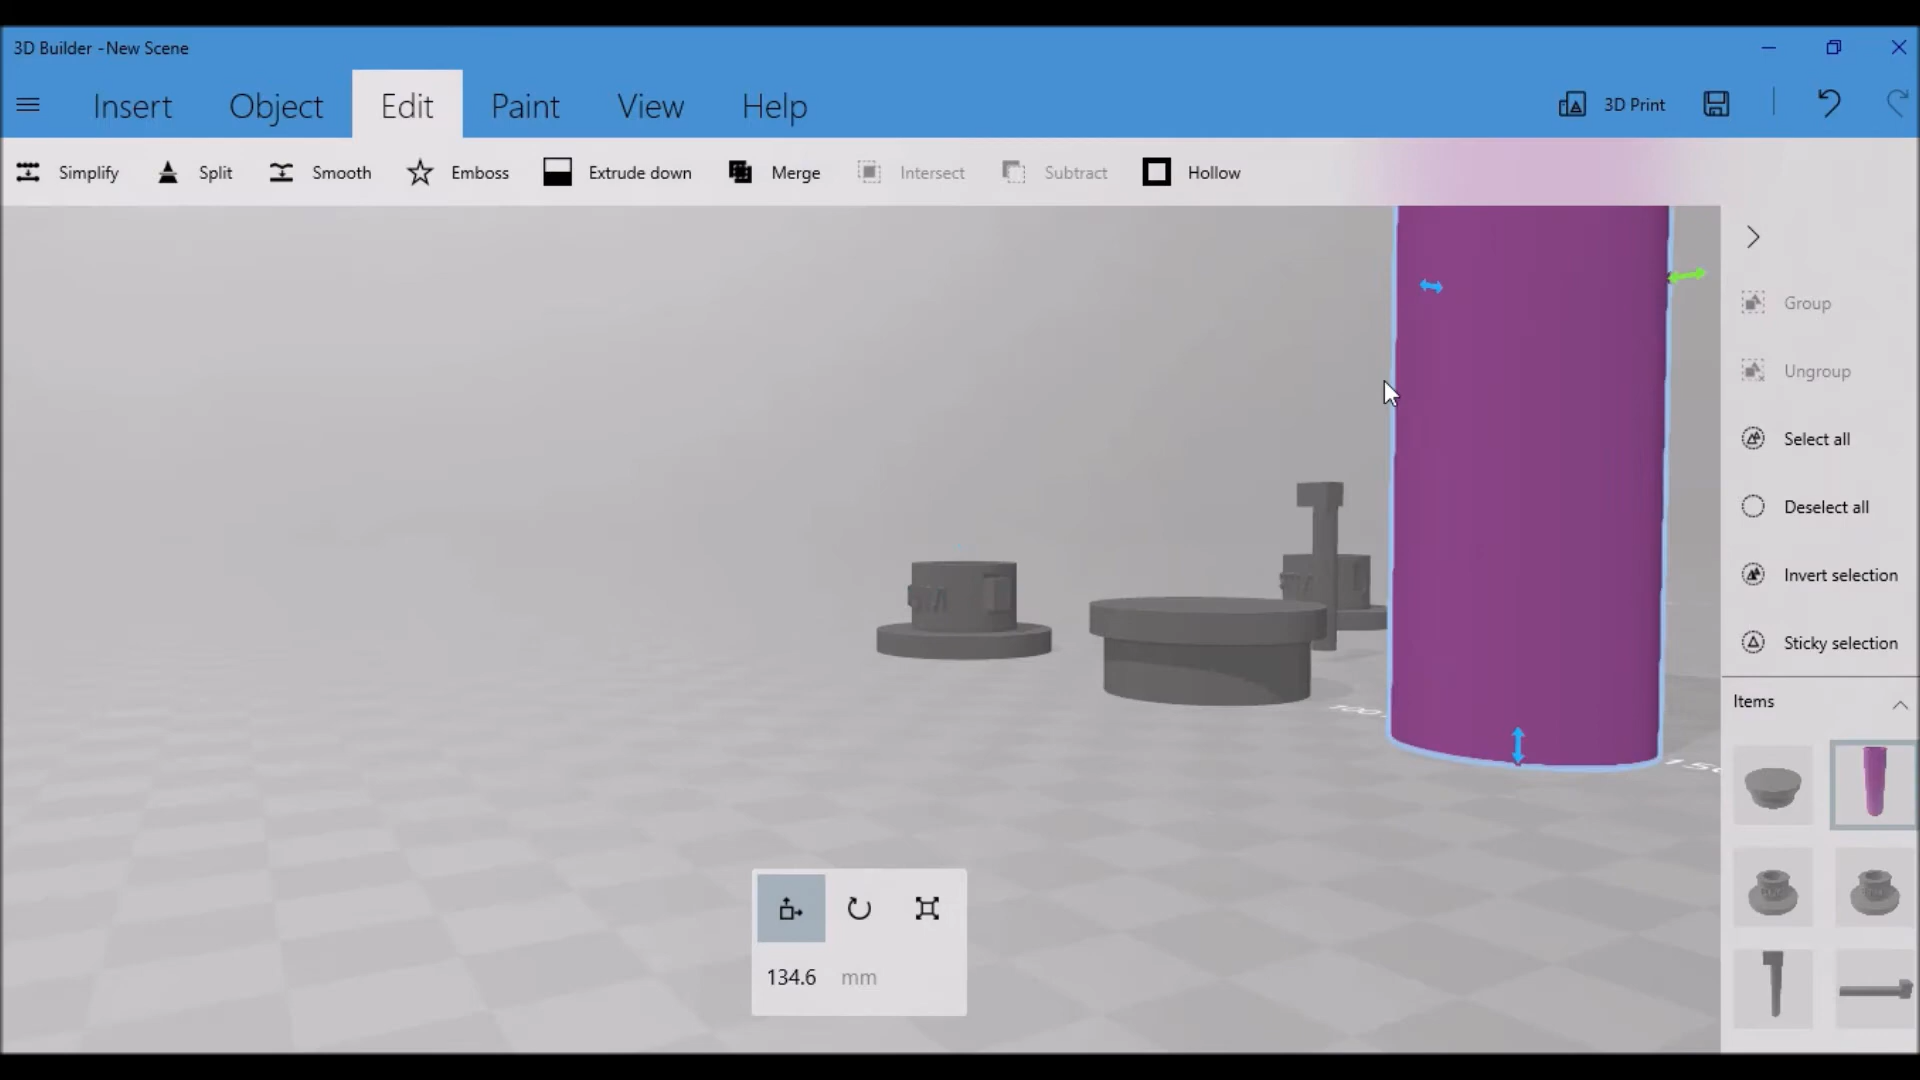 3D Builder - New Scene
Insert Object Edit Paint View Help 3D Print
Simplify Split Smooth Emboss Extrude down Merge Intersect Subtract Hollow
Group
Ungroup
Select all
Deselect all
Invert selection
Sticky selection
Items
100
134.6 mm